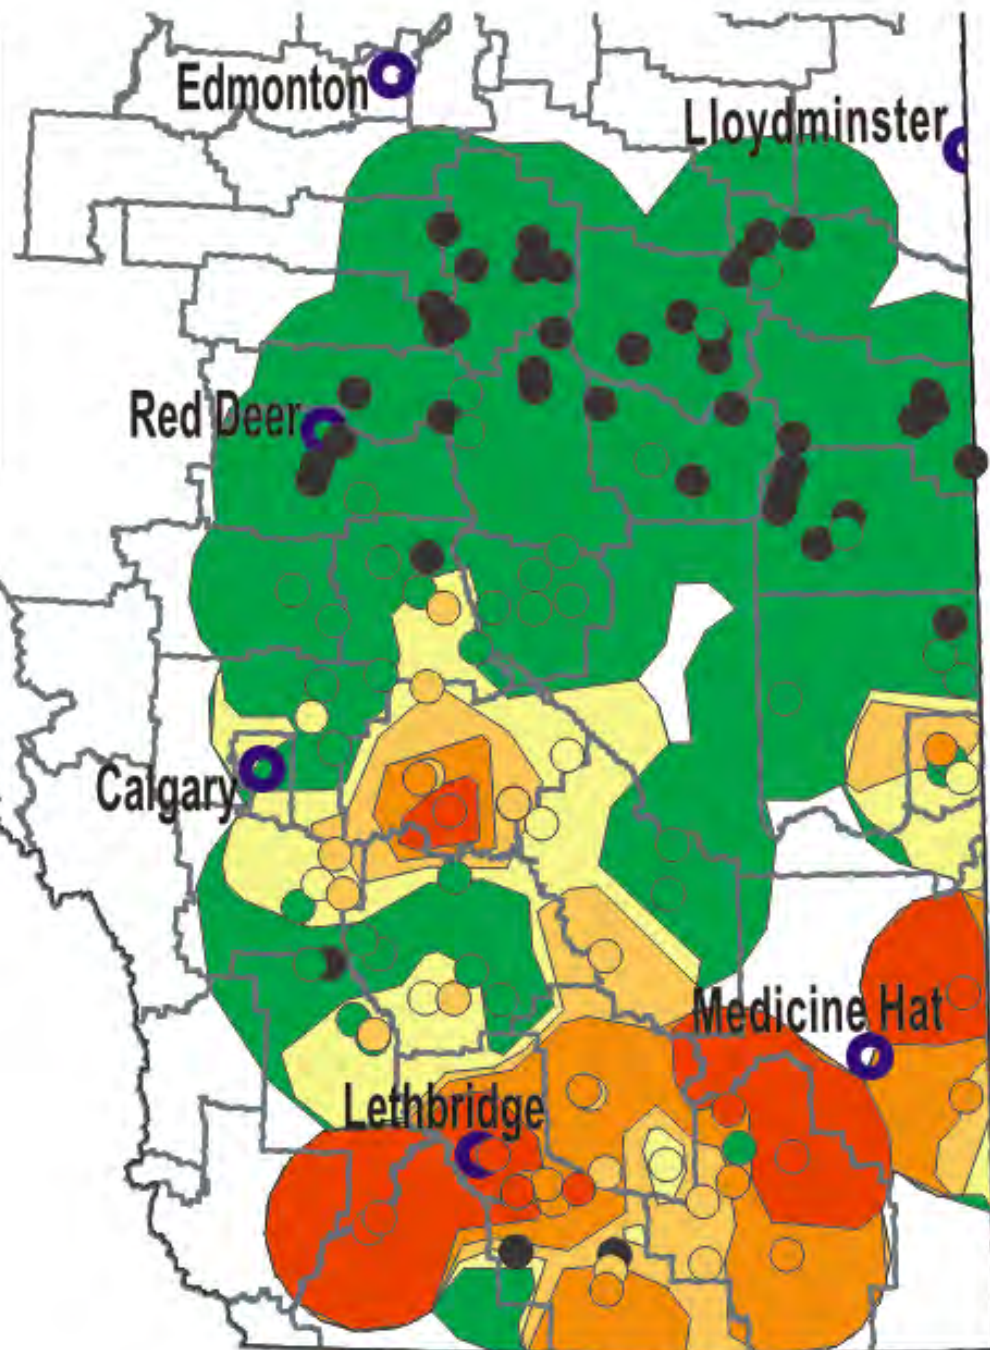 Edmonton
Lloydminster
Red Deer
Calgary
Medicine Hat
Lethbridge